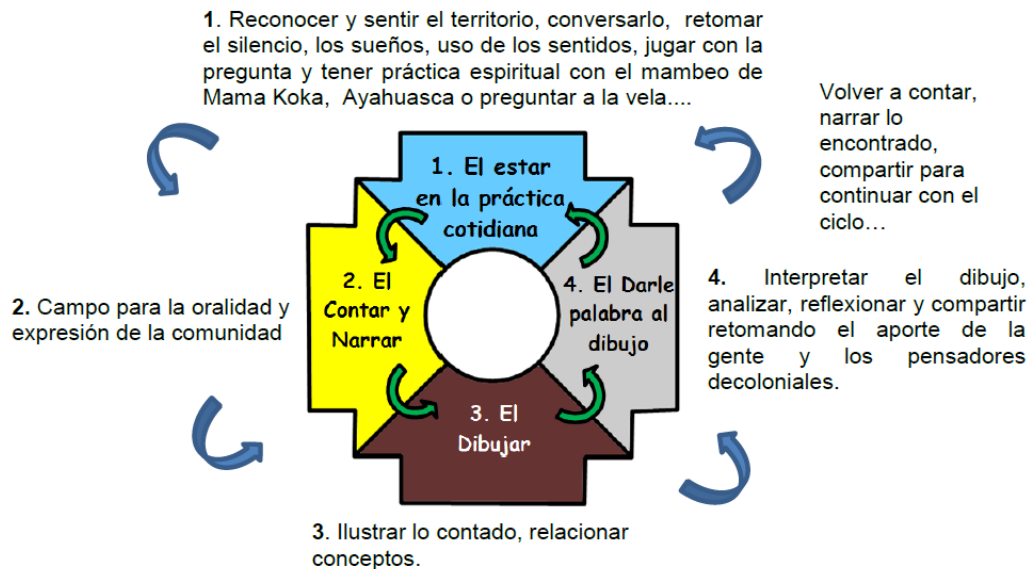 1. Reconocer y sentir el territorio, conversarlo, retomar
el silencio, los sueños, uso de los sentidos, jugar con la
pregunta y tener práctica espiritual con el mambeo de
Mama Koka, Ayahuasca o preguntar a la vela....
Volver a contar,
narrar lo
encontrado,
compartir para
continuar con el
ciclo...
1. El estar
en la práctica
cotidiana
2. El
Contar y
Narrar
4. El Darle
palabra al
dibujo
3. El
Dibujar
2. Campo para la oralidad y
expresión de la comunidad
4. Interpretar el dibujo,
analizar, reflexionar y compartir
retomando el aporte de la
gente y los pensadores
decoloniales.
3. Ilustrar lo contado, relacionar
conceptos.